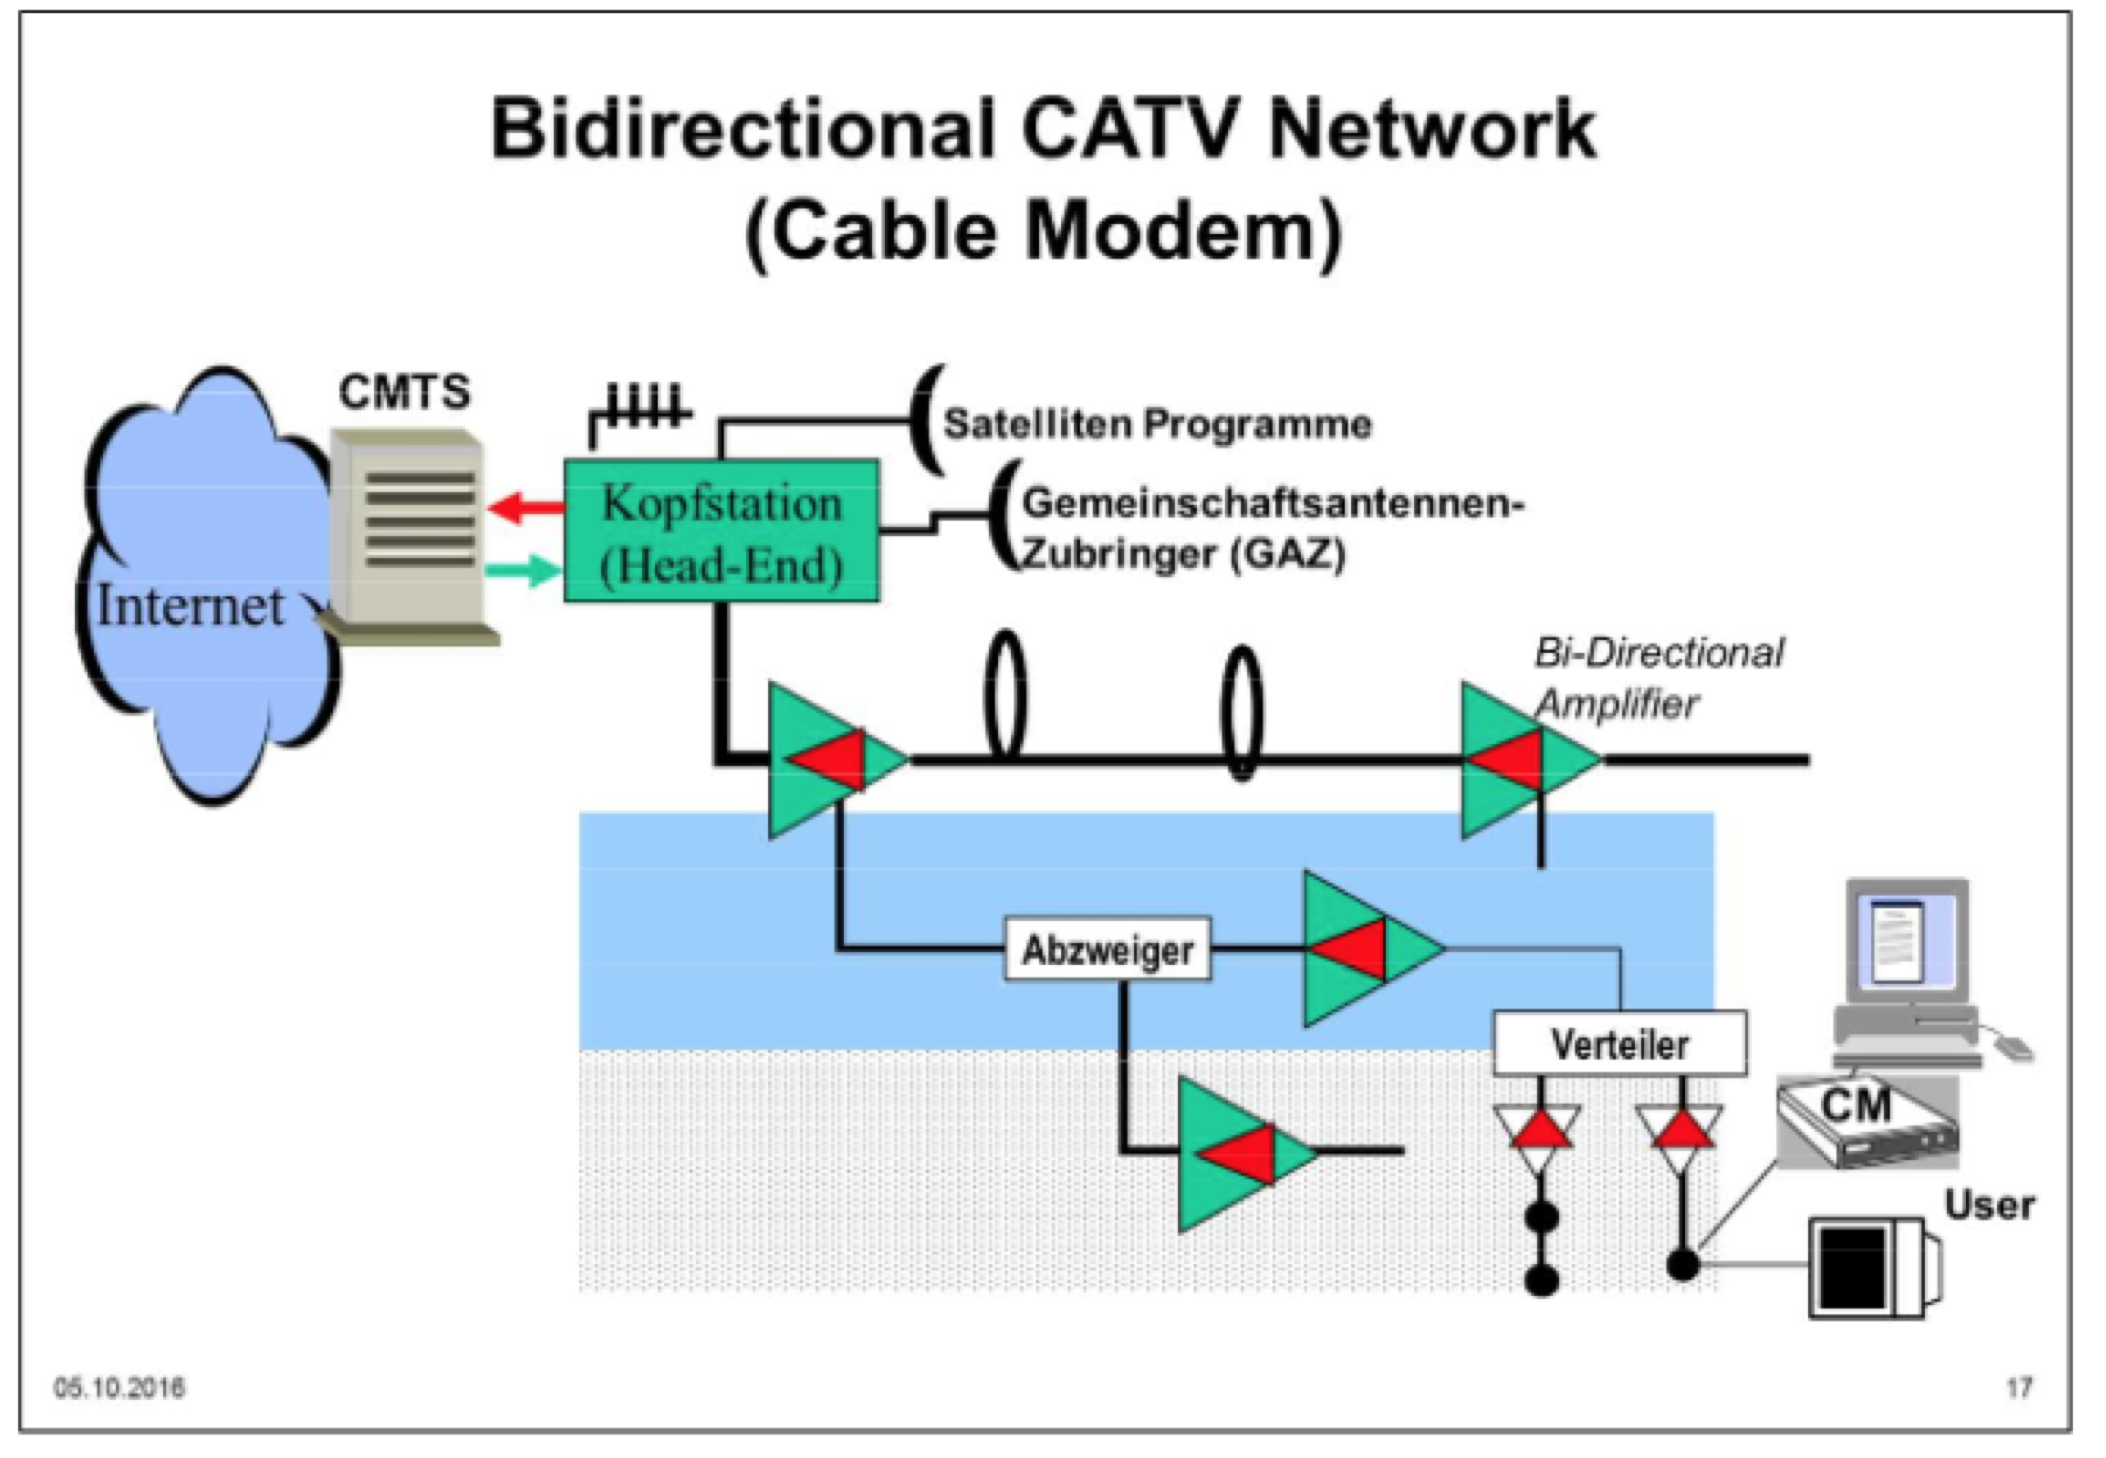 Bidirectional CATV Network
(Cable Modem)
CMTS
Satelliten Programme
Kopfstation
(Head-End)
Gemeinschaftsantennen-
Zubringer (GAZ)
Internet
Bi-Directional
Amplifier
Abzweiger
Verteiler
CM
User
05.10.2016
17